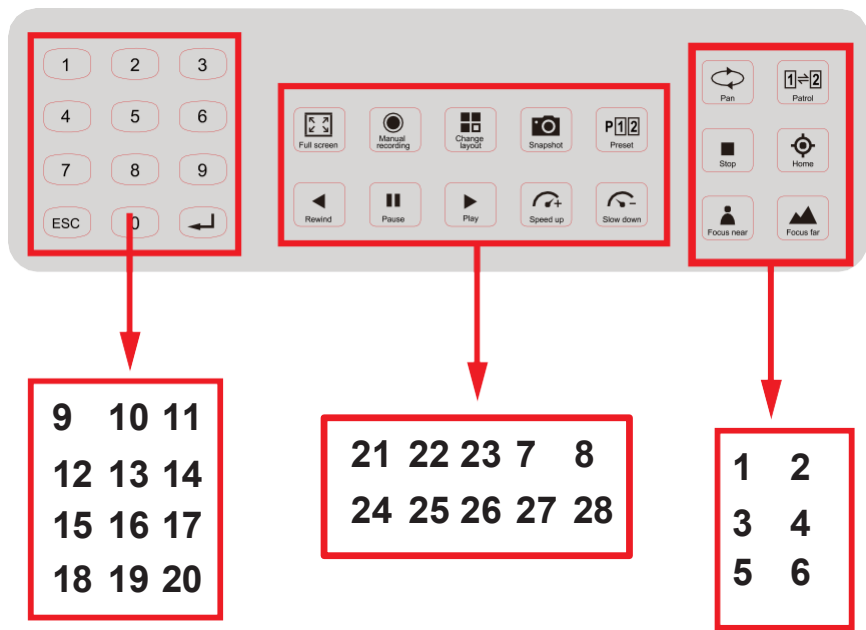 1 2 3
4 5 6
7 8 9
ESC 0
Full screen
Manual
recording
Change
layout
Snapshot
P12
Preset
Rewind
Pause
Play
Speed up
Slow down
Pan
1⇌2
Patrol
Stop
Home
Focus near
Focus far
9 10 11
12 13 14
15 16 17
18 19 20
21 22 23 7 8
24 25 26 27 28
1 2
3 4
5 6